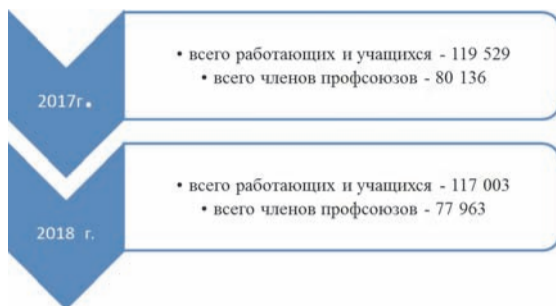 2017г.
• всего работающих и учащихся - 119 529
• всего членов профсоюзов - 80 136
2018 г.
• всего работающих и учащихся - 117 003
• всего членов профсоюзов - 77 963